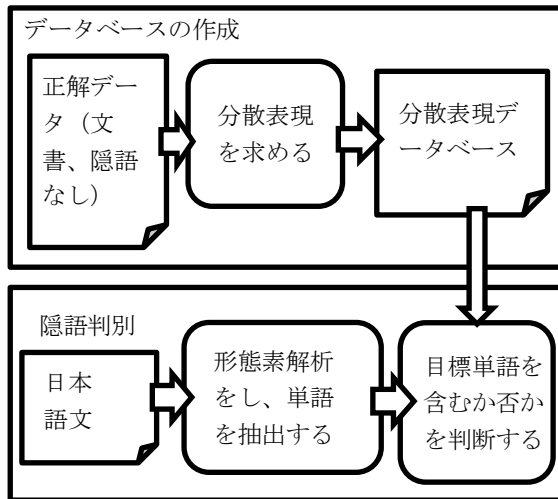 データベースの作成
正解デー
タ（文
書、隠語
なし）
分散表現
を求める
分散表現デ
ータベース
隠語判別
日本
語文
形態素解析
をし、単語
を抽出する
目標単語を
含むか否か
を判断する